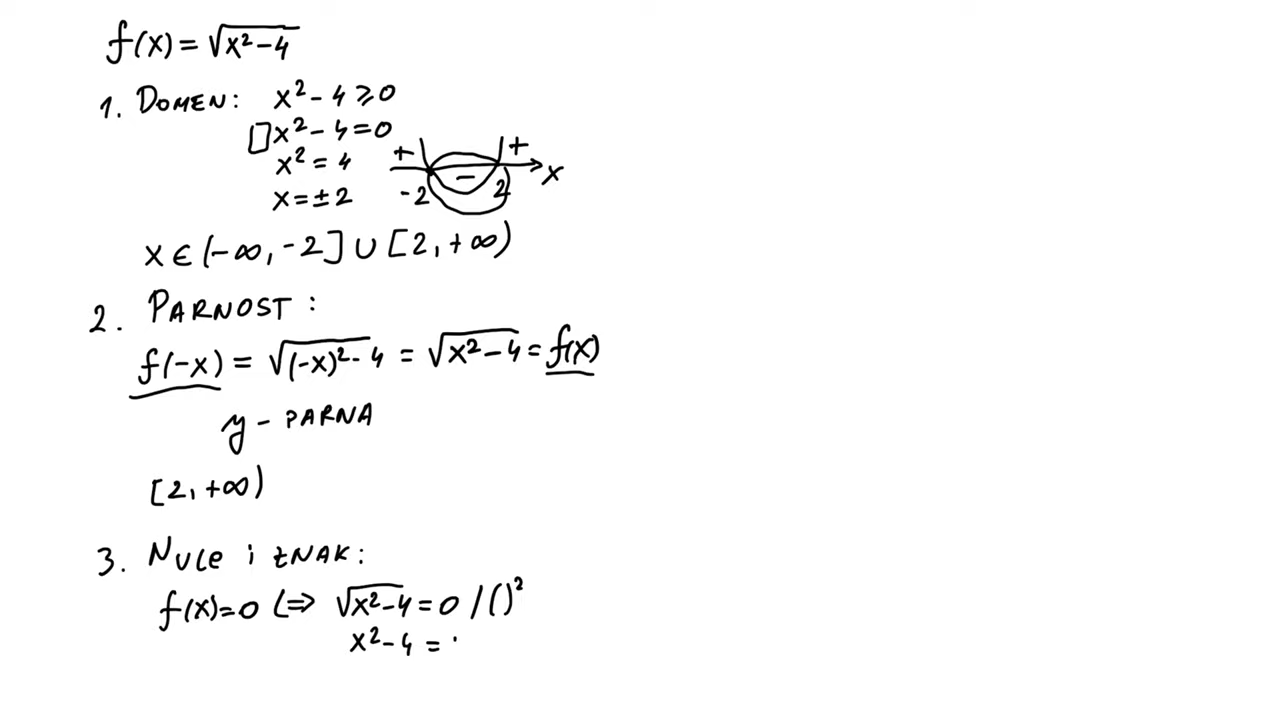 f(x) = √(x² - 4)
1. DOMEN: x² - 4 ≥ 0
x² - 4 = 0
x² = 4
x = ± 2
+ - + x
-2 2
x ∈ (-∞, -2] ∪ [2, +∞)
2. PARNOST:
f(-x) = √((-x)² - 4) = √(x² - 4) = f(x)
y - PARNA
[2, +∞)
3. NULE i ZNAK:
f(x) = 0 (⇒ √(x² - 4) = 0 /()²
x² - 4 =